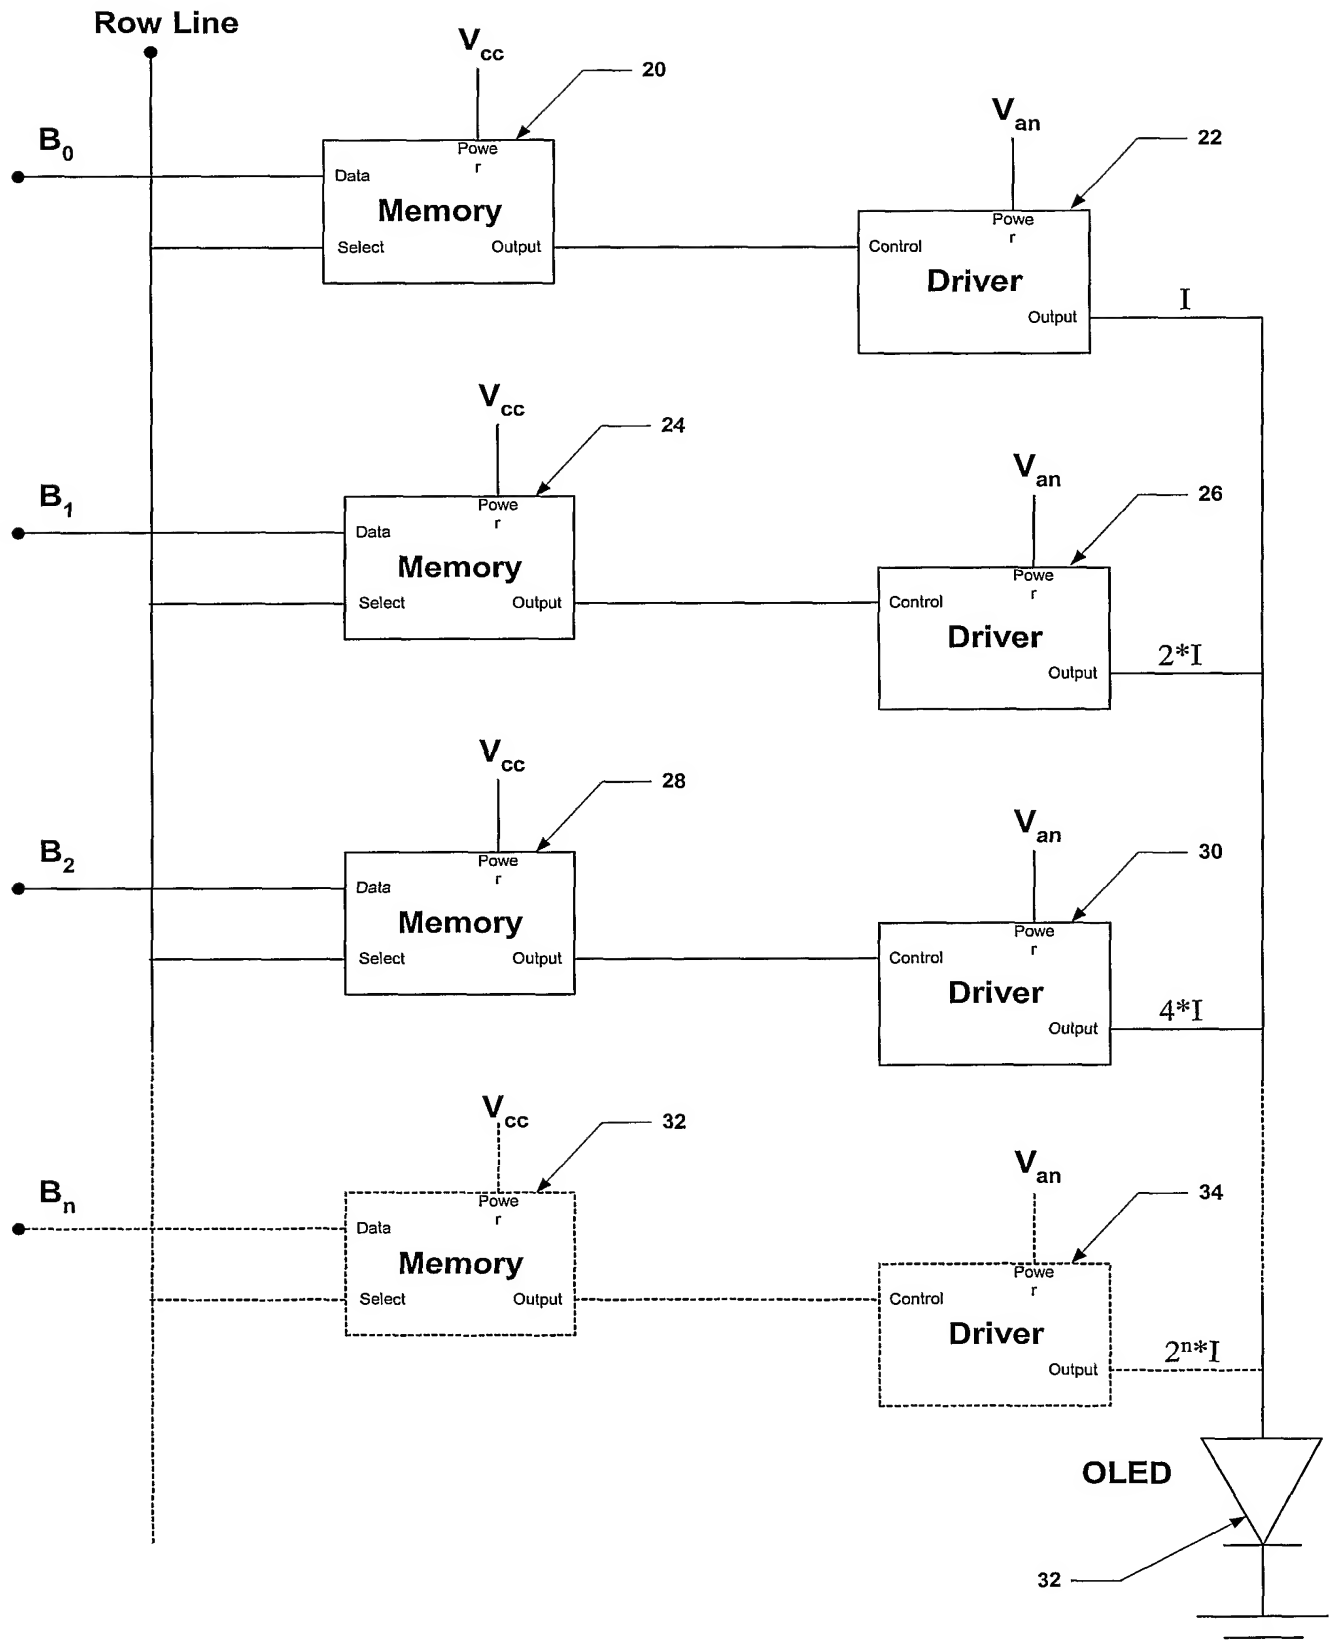 Row Line
Vcc
20
B0
Van
22
Powe
r
Data
Memory
Select
Output
Powe
r
Control
Driver
Output
I
Vcc
24
B1
Van
26
Powe
r
Data
Memory
Select
Output
Powe
r
Control
Driver
Output
2*I
Vcc
28
B2
Van
30
Powe
r
Data
Memory
Select
Output
Powe
r
Control
Driver
Output
4*I
Vcc
32
Bn
Van
34
Powe
r
Data
Memory
Select
Output
Powe
r
Control
Driver
Output
2ⁿ*I
OLED
32